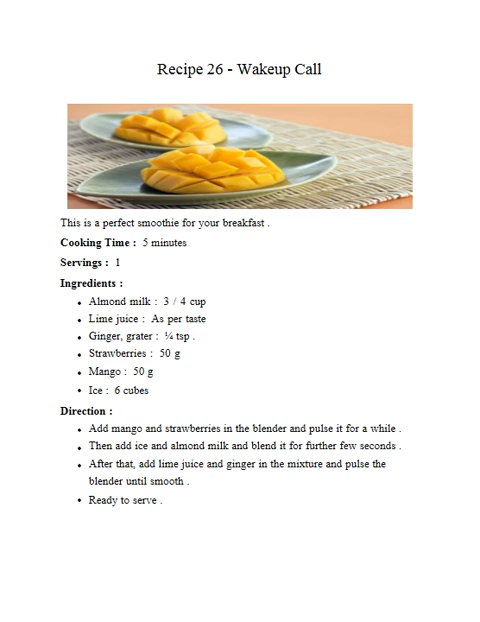 Recipe 26 - Wakeup Call
This is a perfect smoothie for your breakfast .
Cooking Time : 5 minutes
Servings : 1
Ingredients :
• Almond milk : 3 / 4 cup
• Lime juice : As per taste
• Ginger, grater : ¼ tsp .
• Strawberries : 50 g
• Mango : 50 g
• Ice : 6 cubes
Direction :
• Add mango and strawberries in the blender and pulse it for a while .
• Then add ice and almond milk and blend it for further few seconds .
• After that, add lime juice and ginger in the mixture and pulse the
blender until smooth .
• Ready to serve .